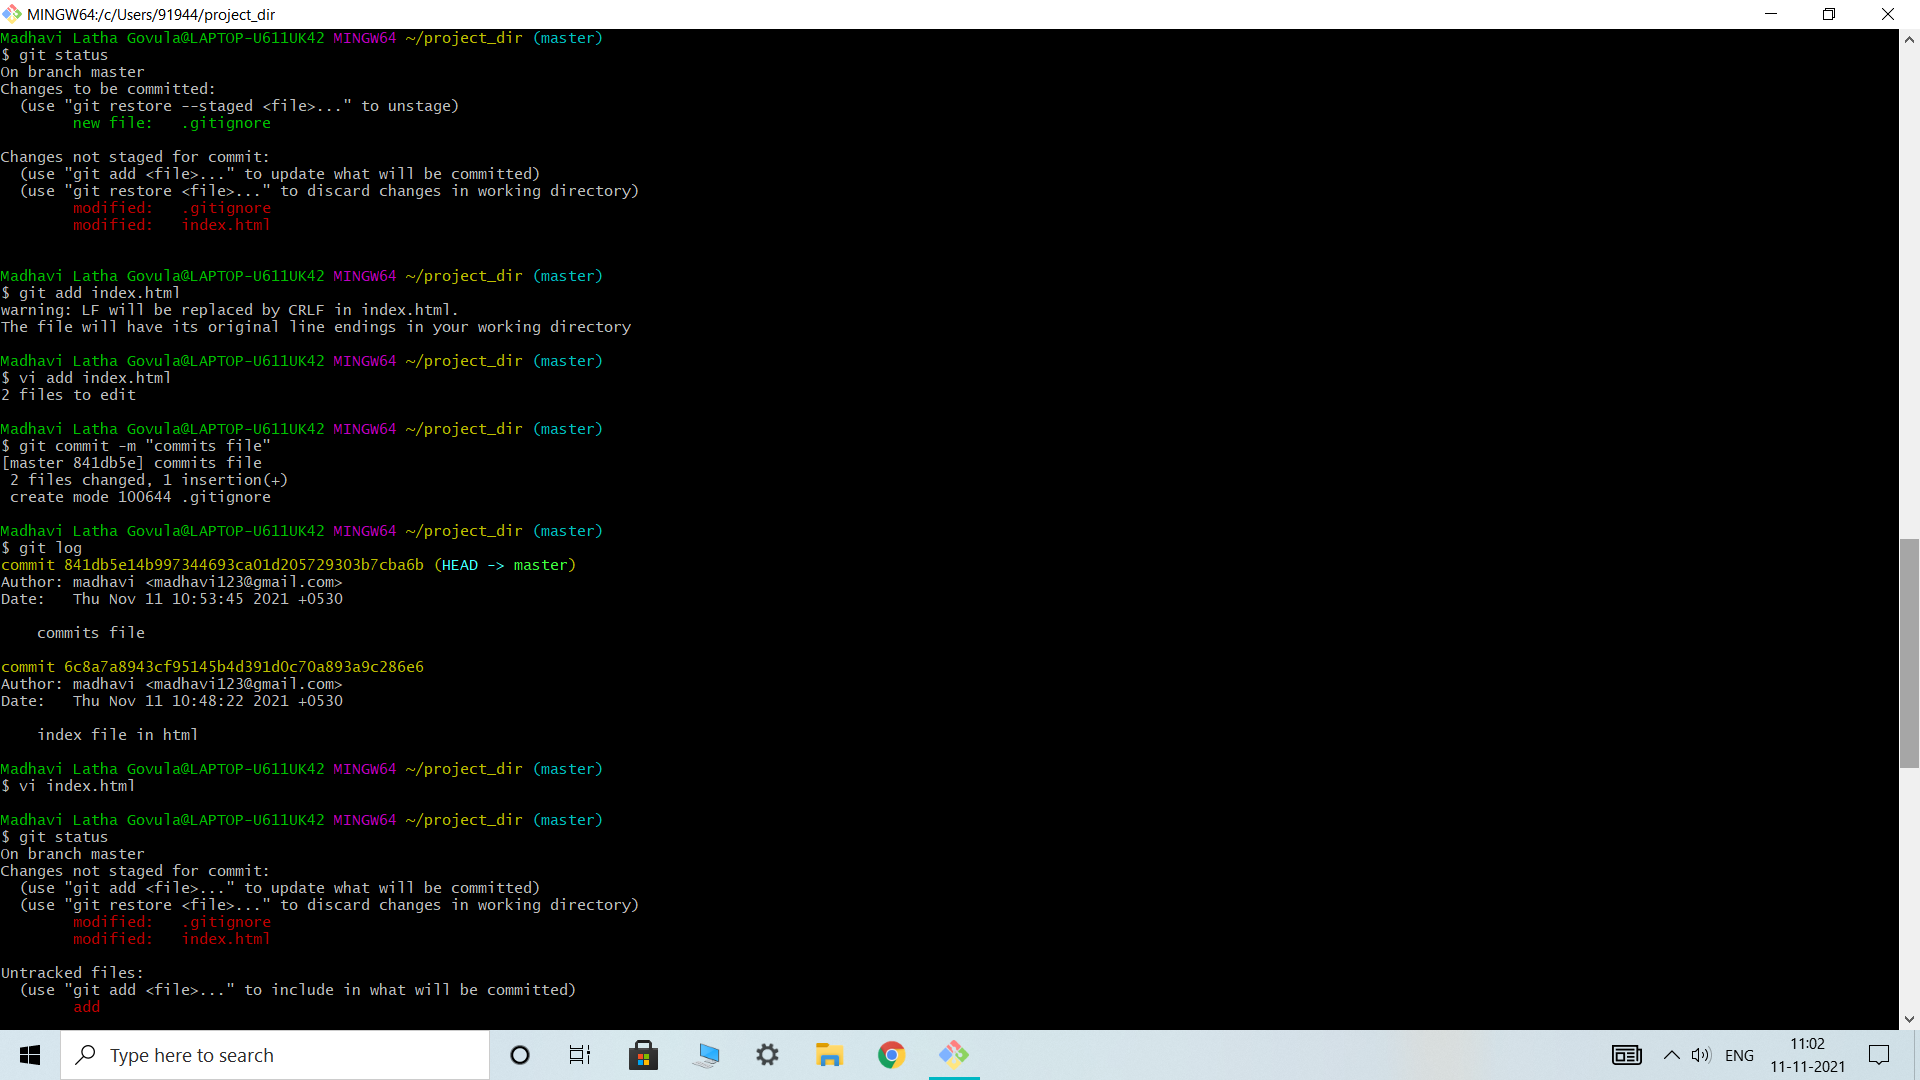 MINGW64:/c/Users/91944/project_dir
Madhavi Latha Govula@LAPTOP-U611UK42 MINGW64 ~/project_dir (master)
$ git status
On branch master
Changes to be committed:
  (use "git restore --staged <file>..." to unstage)
        new file:   .gitignore

Changes not staged for commit:
  (use "git add <file>..." to update what will be committed)
  (use "git restore <file>..." to discard changes in working directory)
        modified:   .gitignore
        modified:   index.html

Madhavi Latha Govula@LAPTOP-U611UK42 MINGW64 ~/project_dir (master)
$ git add index.html
warning: LF will be replaced by CRLF in index.html.
The file will have its original line endings in your working directory

Madhavi Latha Govula@LAPTOP-U611UK42 MINGW64 ~/project_dir (master)
$ vi add index.html
2 files to edit

Madhavi Latha Govula@LAPTOP-U611UK42 MINGW64 ~/project_dir (master)
$ git commit -m "commits file"
[master 841db5e] commits file
 2 files changed, 1 insertion(+)
 create mode 100644 .gitignore

Madhavi Latha Govula@LAPTOP-U611UK42 MINGW64 ~/project_dir (master)
$ git log
commit 841db5e14b997344693ca01d205729303b7cba6b (HEAD -> master)
Author: madhavi <madhavi123@gmail.com>
Date:   Thu Nov 11 10:53:45 2021 +0530

    commits file

commit 6c8a7a8943cf95145b4d391d0c70a893a9c286e6
Author: madhavi <madhavi123@gmail.com>
Date:   Thu Nov 11 10:48:22 2021 +0530

    index file in html

Madhavi Latha Govula@LAPTOP-U611UK42 MINGW64 ~/project_dir (master)
$ vi index.html

Madhavi Latha Govula@LAPTOP-U611UK42 MINGW64 ~/project_dir (master)
$ git status
On branch master
Changes not staged for commit:
  (use "git add <file>..." to update what will be committed)
  (use "git restore <file>..." to discard changes in working directory)
        modified:   .gitignore
        modified:   index.html

Untracked files:
  (use "git add <file>..." to include in what will be committed)
        add
Type here to search
ENG
11:02
11-11-2021